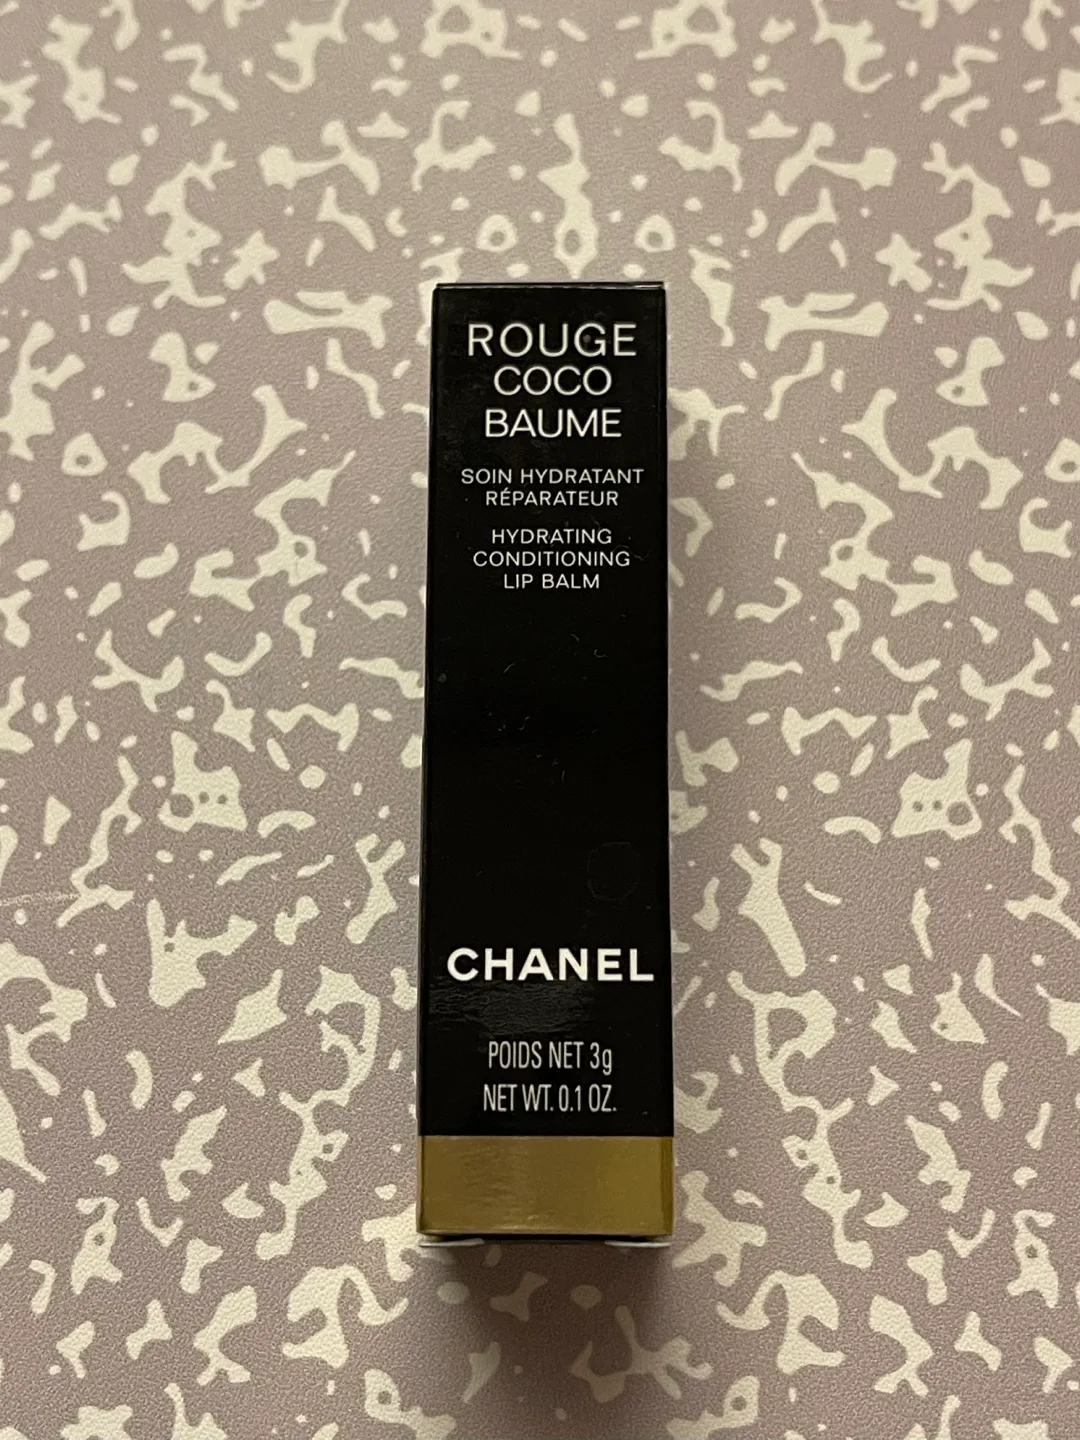 ROUGE
COCO
BAUME
SOIN HYDRATANT
RÉPARATEUR
HYDRATING
CONDITIONING
LIP BALM
CHANEL
POIDS NET 3g
NET WT. 0.1 OZ.